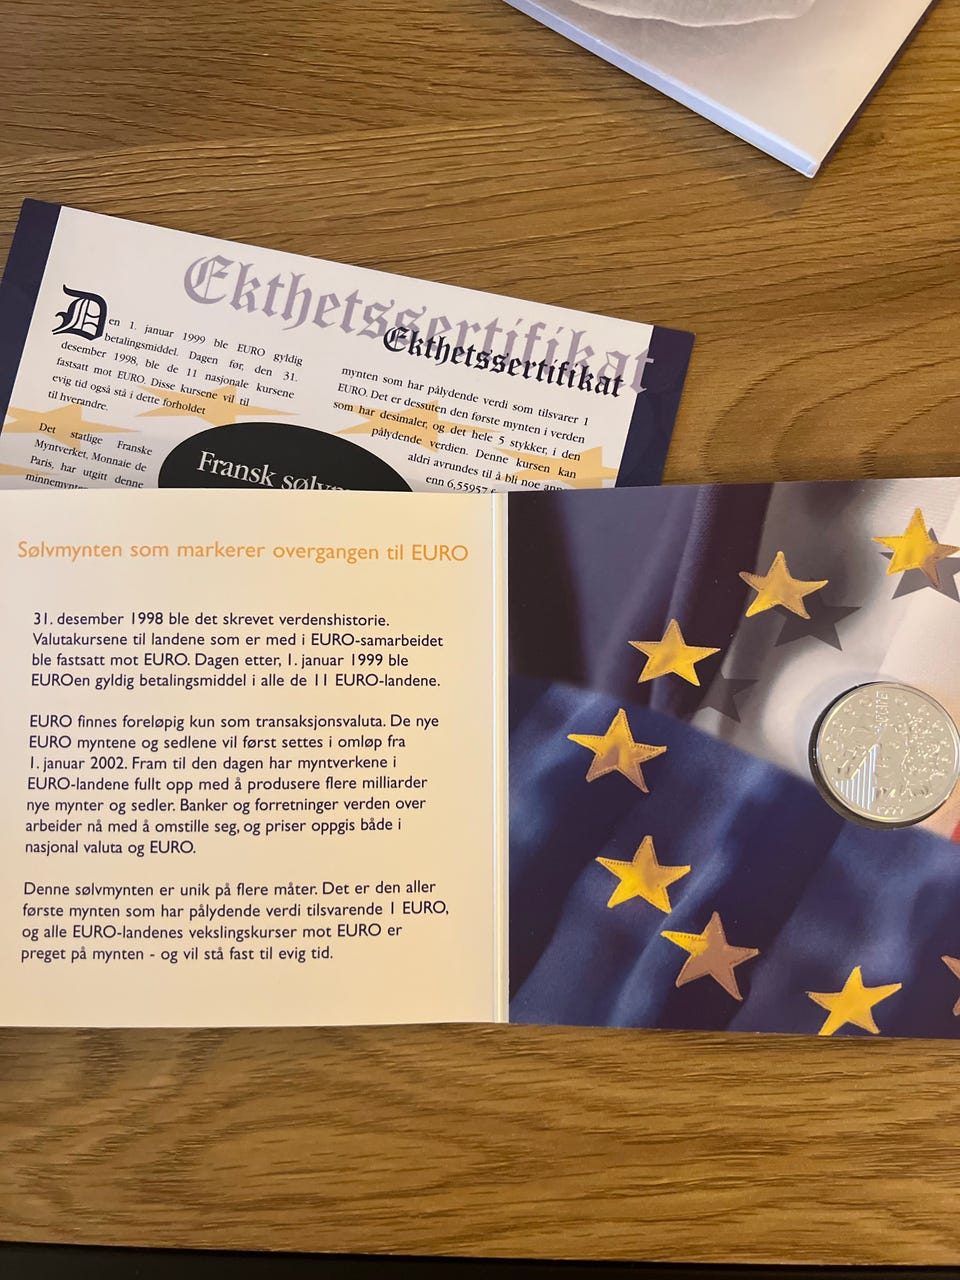 Ekthetssertifikat
Ekthetssertifikat
Den 1. januar 1999 ble EURO gyldig
betalingsmiddel. Dagen før, den 31.
desember 1998, ble de 11 nasjonale kursene
fastsatt mot EURO. Disse kursene vil til
evig tid også stå i dette forholdet
til hverandre.
Det statlige Franske
Myntverket, Monnaie de
Paris, har utgitt denne
mynten som har pålydende verdi som tilsvarer 1
EURO. Det er dessuten den første mynten i verden
som har desimaler, og det hele 5 stykker, i den
pålydende verdien. Denne kursen kan
aldri avrundes til å bli noe
enn 6,55957
Fransk
Sølvmynten som markerer overgangen til EURO
31. desember 1998 ble det skrevet verdenshistorie.
Valutakursene til landene som er med i EURO-samarbeidet
ble fastsatt mot EURO. Dagen etter, 1. januar 1999 ble
EUROen gyldig betalingsmiddel i alle de 11 EURO-landene.
EURO finnes foreløpig kun som transaksjonsvaluta. De nye
EURO myntene og sedlene vil først settes i omløp fra
1. januar 2002. Fram til den dagen har myntverkene i
EURO-landene fullt opp med å produsere flere milliarder
nye mynter og sedler. Banker og forretninger verden over
arbeider nå med å omstille seg, og priser oppgis både i
nasjonal valuta og EURO.
Denne sølvmynten er unik på flere måter. Det er den aller
første mynten som har pålydende verdi tilsvarende 1 EURO,
og alle EURO-landenes vekslingskurser mot EURO er
preget på mynten - og vil stå fast til evig tid.
1999